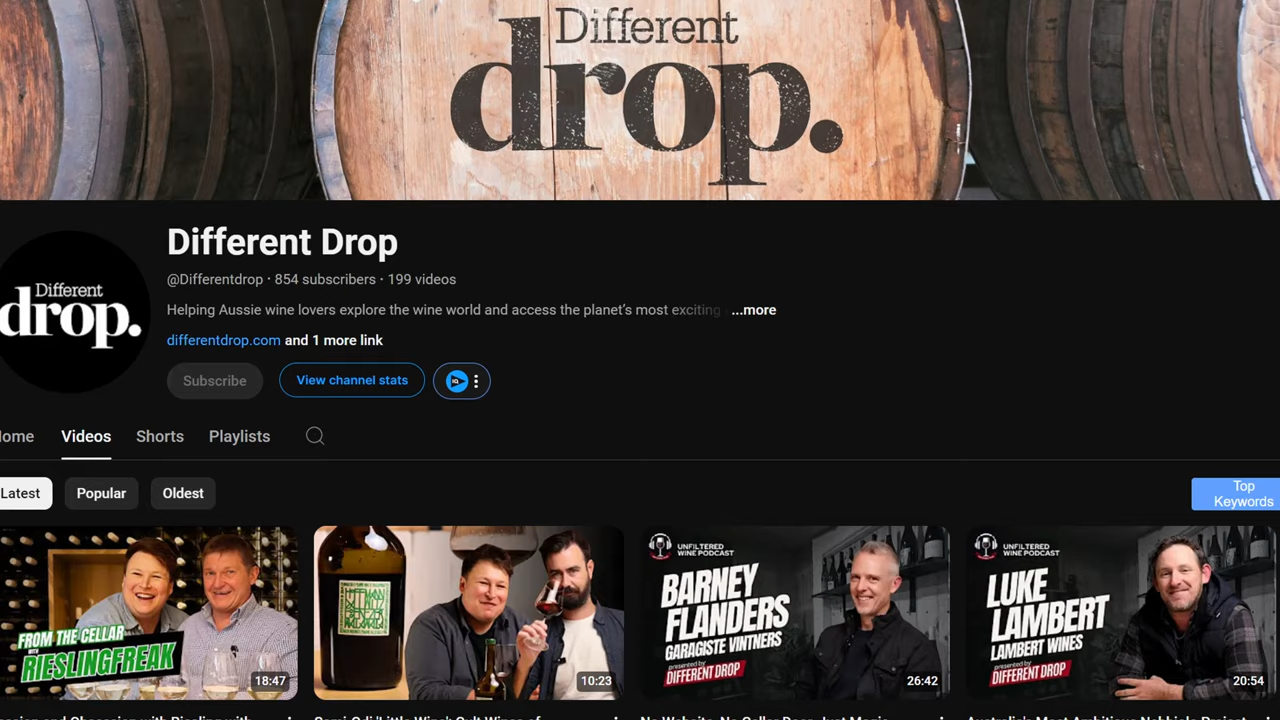 Different
drop.
Different Drop
@Differentdrop · 854 subscribers · 199 videos
Helping Aussie wine lovers explore the wine world and access the planet's most exciting ...more
differentdrop.com and 1 more link
Different
drop.
Subscribe
View channel stats
IQ
ome
Videos
Shorts
Playlists
Latest
Popular
Oldest
Top
Keywords
FROM THE CELLAR
WITH
RIESLINGFREAK
18:47
10:23
UNFILTERED
WINE PODCAST
BARNEY
FLANDERS
GARAGISTE VINTNERS
presented by
DIFFERENT DROP
26:42
UNFILTERED
WINE PODCAST
LUKE
LAMBERT
LAMBERT WINES
presented by
DIFFERENT DROP
20:54